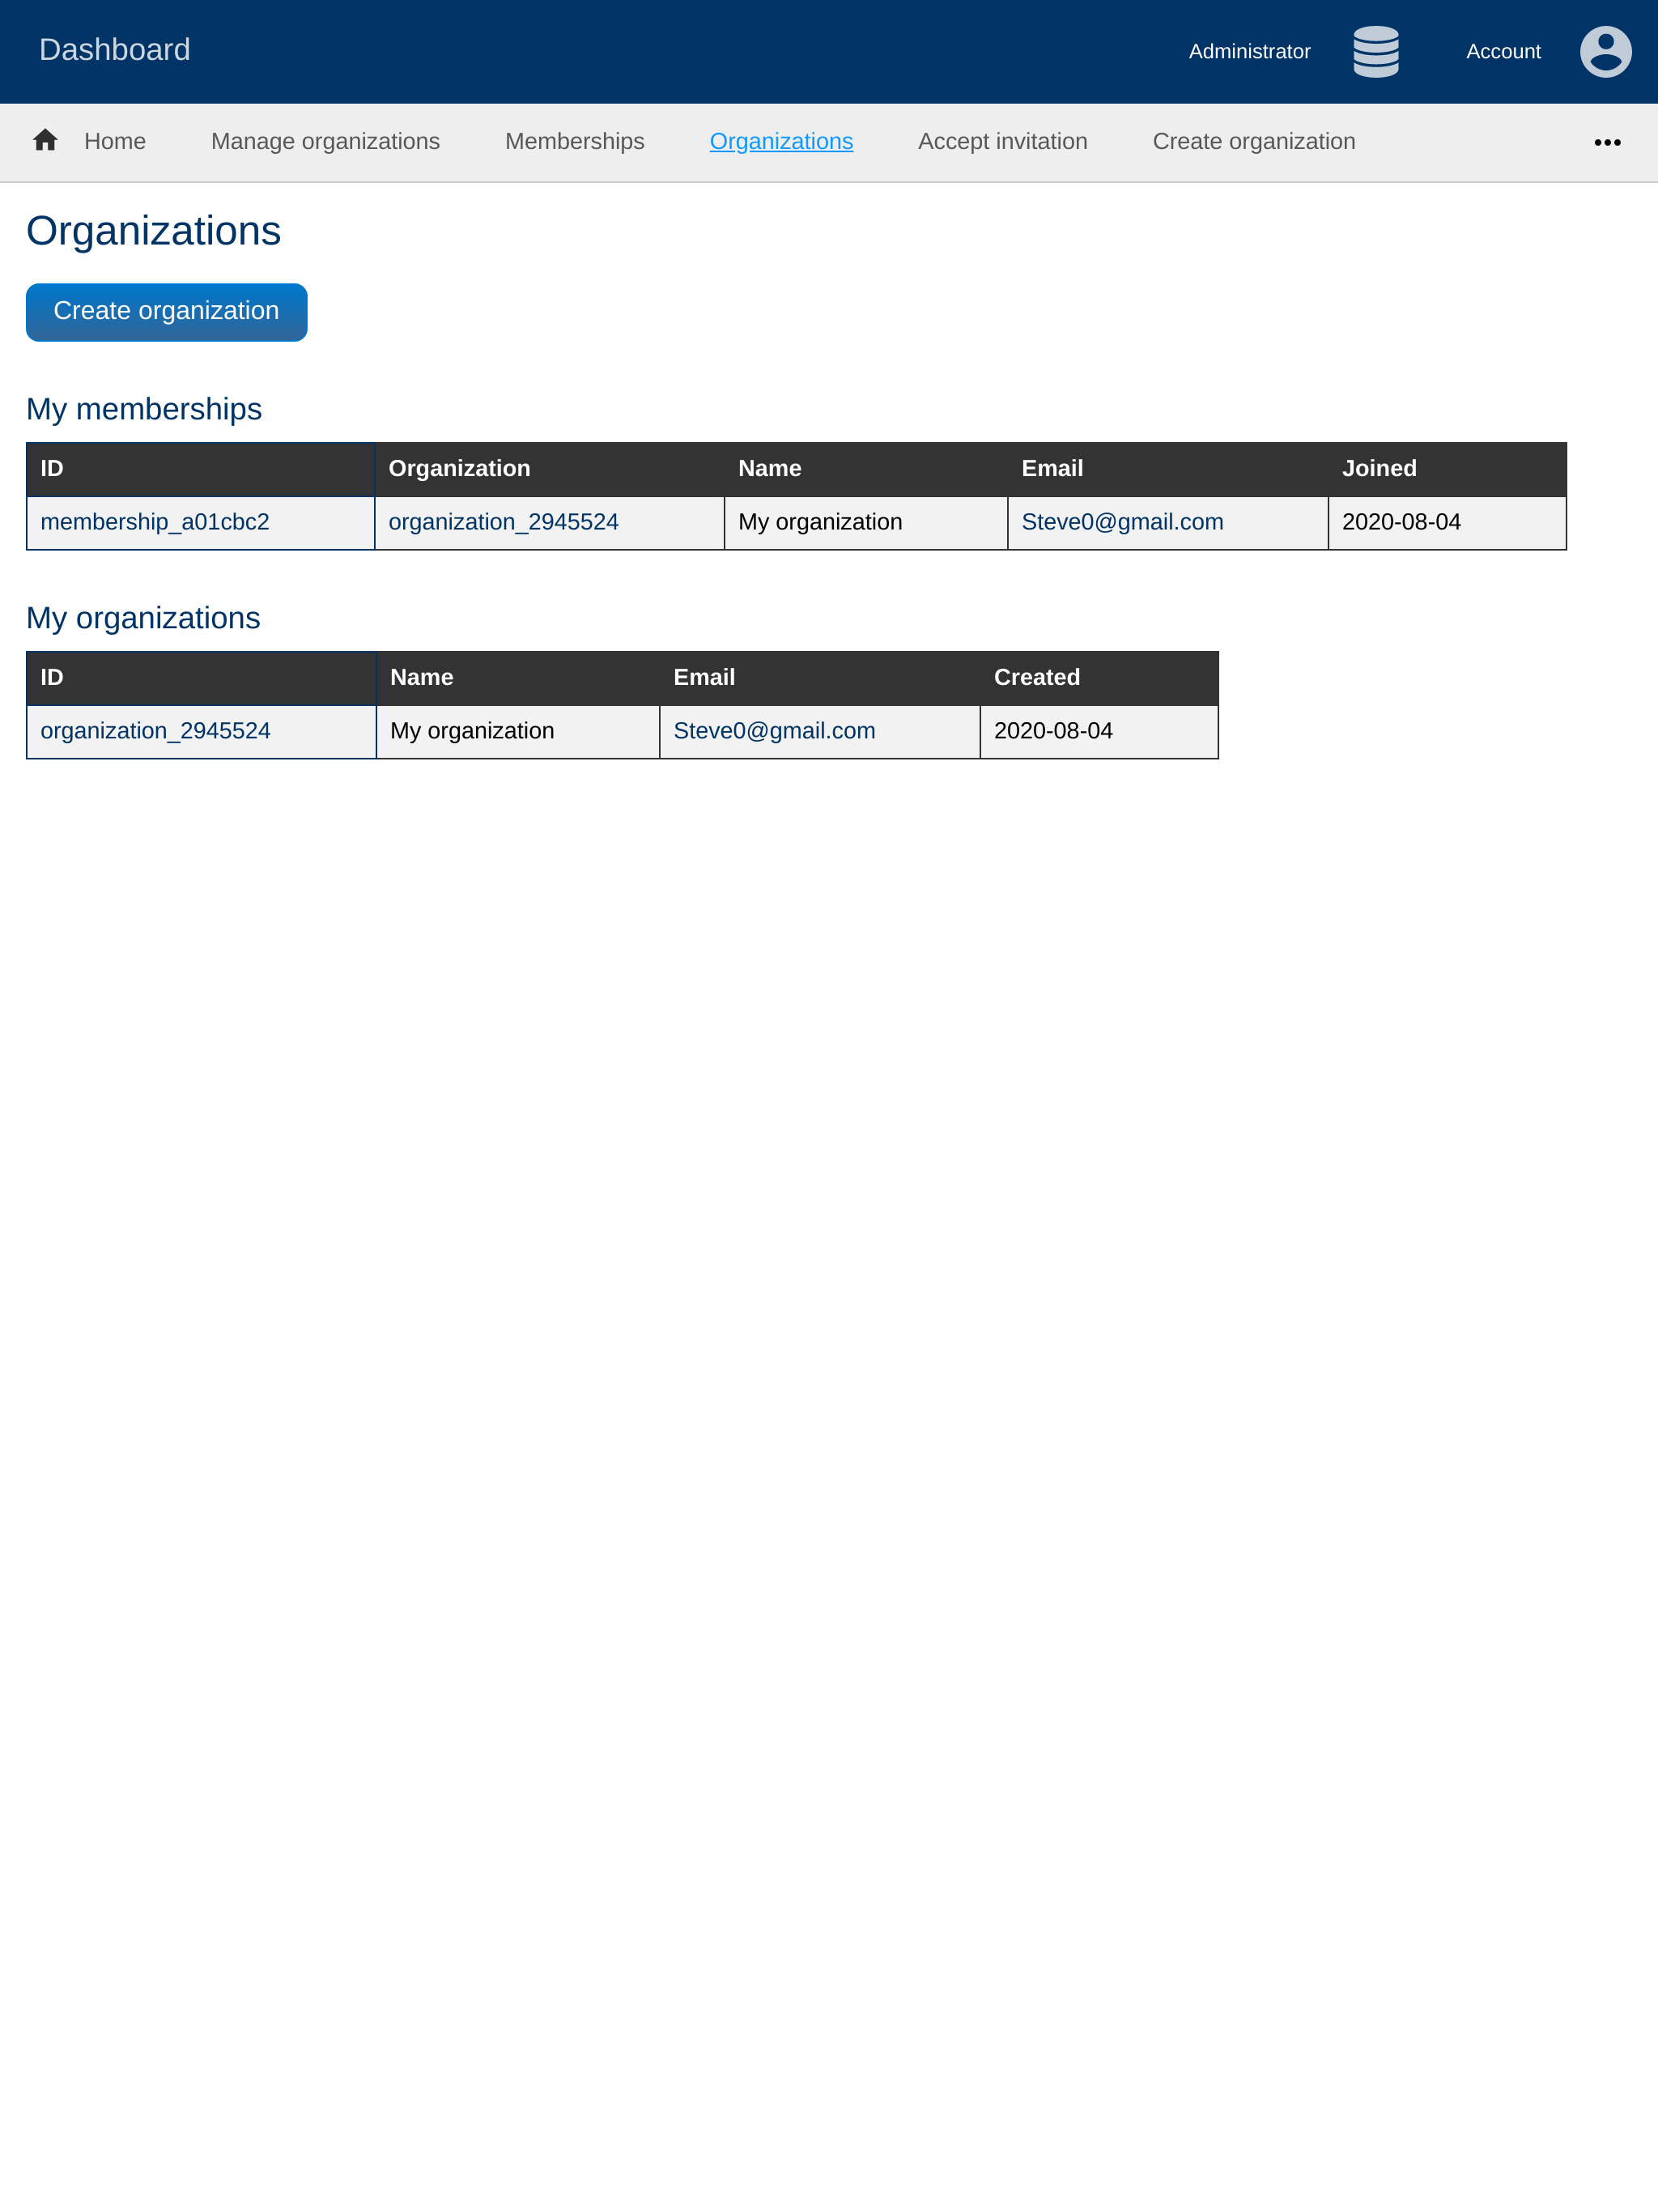 Dashboard Administrator Account
Home Manage organizations Memberships Organizations Accept invitation Create organization
Organizations
Create organization
My memberships
ID Organization Name Email Joined
membership_a01cbc2 organization_2945524 My organization Steve0@gmail.com 2020-08-04
My organizations
ID Name Email Created
organization_2945524 My organization Steve0@gmail.com 2020-08-04